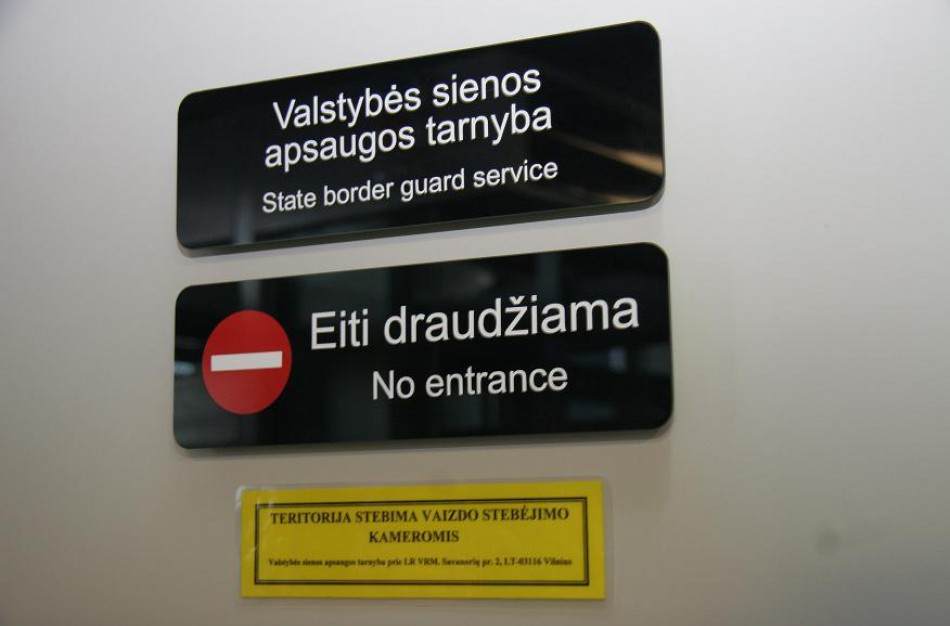 Valstybės sienos
apsaugos tarnyba
State border guard service
Eiti draudžiama
No entrance
TERITORIJA STEBIMA VAIZDO STEBĖJIMO
KAMEROMIS
Valstybės sienos apsaugos tarnyba prie LR VRM, Savanorių pr. 2, LT-03116 Vilnius